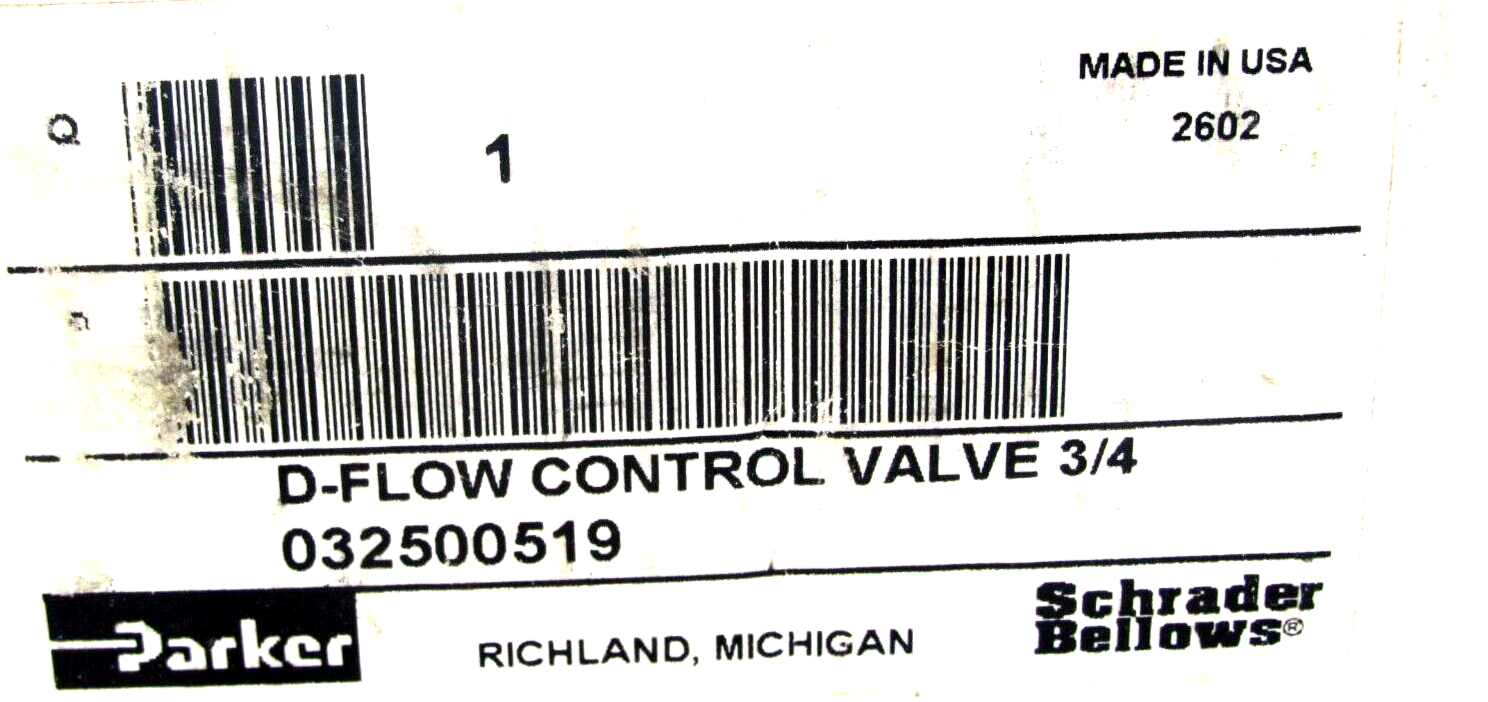 MADE IN USA
Q
1
2602
P
D-FLOW CONTROL VALVE 3/4
032500519
Parker
RICHLAND, MICHIGAN
Schrader
Bellows®